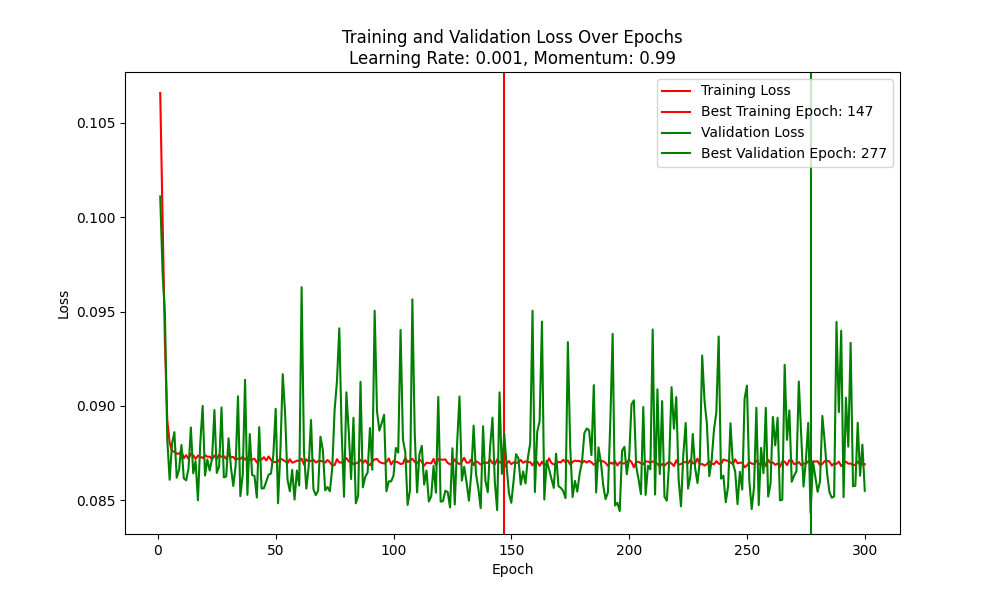 Training and Validation Loss Over Epochs
Learning Rate: 0.001, Momentum: 0.99
Training Loss
Best Training Epoch: 147
Validation Loss
Best Validation Epoch: 277
0.105
0.100
0.095
0.090
0.085
Loss
0
50
100
150
200
250
300
Epoch